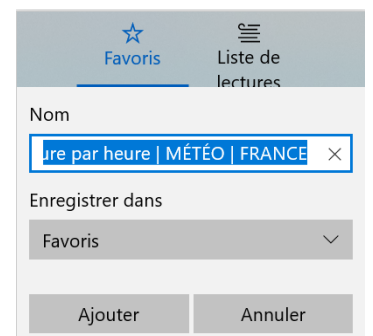 Favoris
Liste de
lectures
Nom
ure par heure | MÉTÉO | FRANCE
Enregistrer dans
Favoris
Ajouter
Annuler